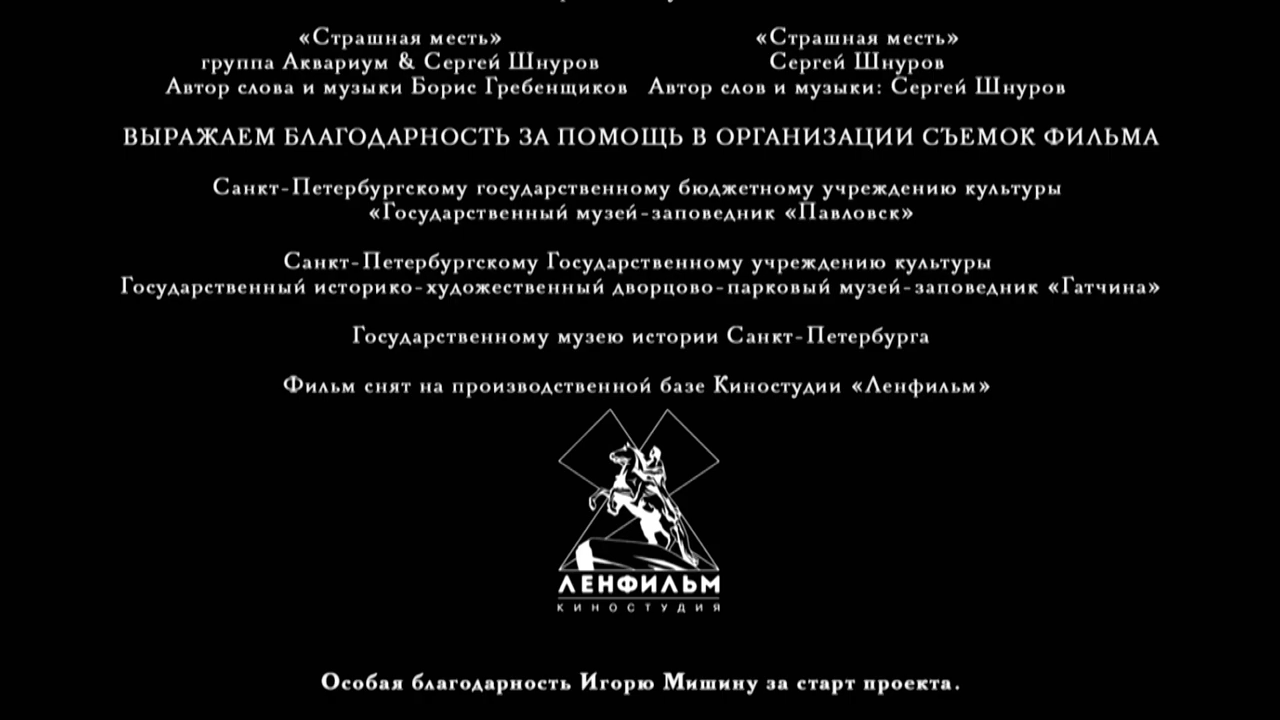 «Страшная месть»
группа Аквариум & Сергей Шнуров
Автор слова и музыки Борис Гребенщиков
«Страшная месть»
Сергей Шнуров
Автор слов и музыки: Сергей Шнуров
ВЫРАЖАЕМ БЛАГОДАРНОСТЬ ЗА ПОМОЩЬ В ОРГАНИЗАЦИИ СЪЕМОК ФИЛЬМА
Санкт-Петербургскому государственному бюджетному учреждению культуры
«Государственный музей-заповедник «Павловск»
Санкт-Петербургскому Государственному учреждению культуры
Государственный историко-художественный дворцово-парковый музей-заповедник «Гатчина»
Государственному музею истории Санкт-Петербурга
Фильм снят на производственной базе Киностудии «Ленфильм»
ЛЕНФИЛЬМ
КИНОСТУДИЯ
Особая благодарность Игорю Мишину за старт проекта.